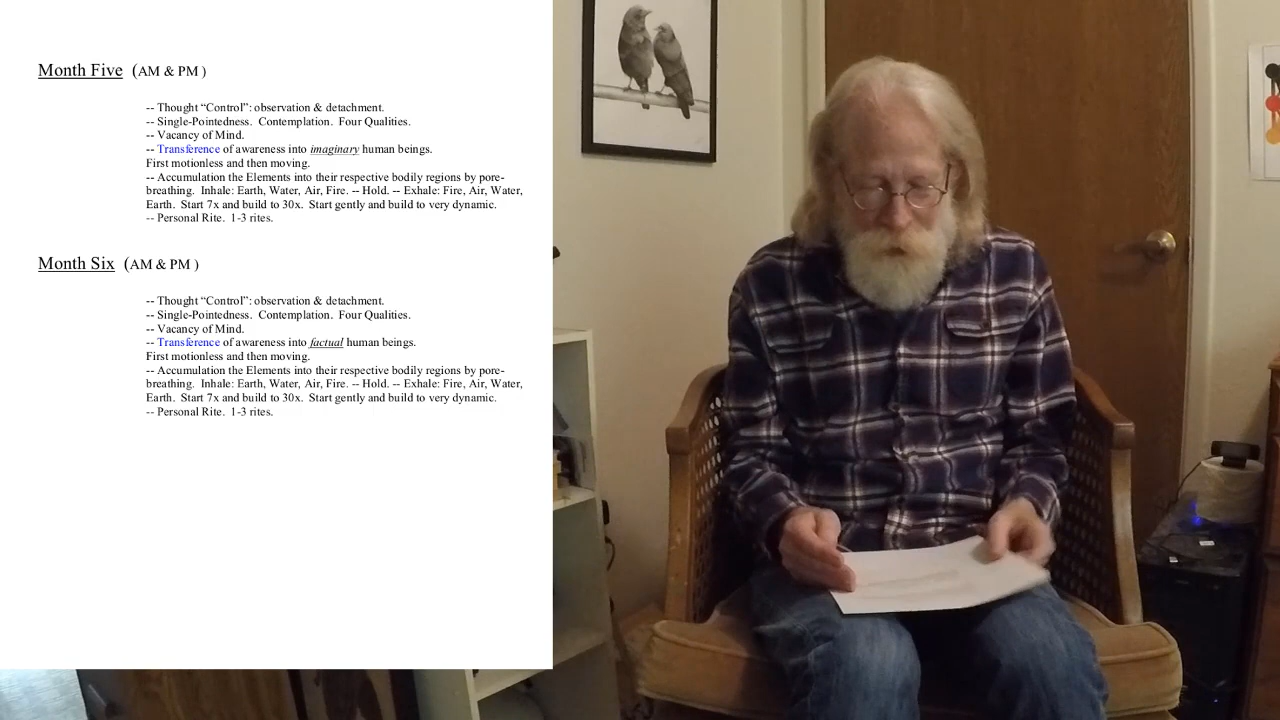 Month Five (AM & PM )
-- Thought “Control”: observation & detachment.
-- Single-Pointedness. Contemplation. Four Qualities.
-- Vacancy of Mind.
-- Transference of awareness into imaginary human beings.
First motionless and then moving.
-- Accumulation the Elements into their respective bodily regions by pore-
breathing. Inhale: Earth, Water, Air, Fire. -- Hold. -- Exhale: Fire, Air, Water,
Earth. Start 7x and build to 30x. Start gently and build to very dynamic.
-- Personal Rite. 1-3 rites.
Month Six (AM & PM )
-- Thought “Control”: observation & detachment.
-- Single-Pointedness. Contemplation. Four Qualities.
-- Vacancy of Mind.
-- Transference of awareness into factual human beings.
First motionless and then moving.
-- Accumulation the Elements into their respective bodily regions by pore-
breathing. Inhale: Earth, Water, Air, Fire. -- Hold. -- Exhale: Fire, Air, Water,
Earth. Start 7x and build to 30x. Start gently and build to very dynamic.
-- Personal Rite. 1-3 rites.